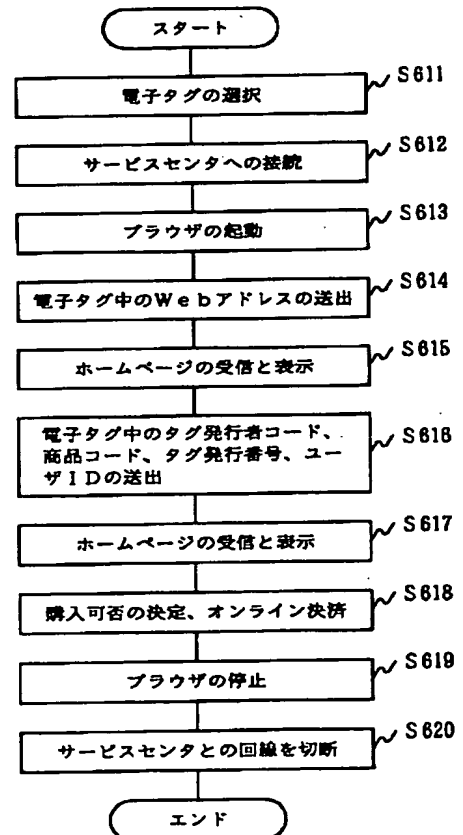 スタート
電子タグの選択
S611
サービスセンタへの接続
S612
ブラウザの起動
S613
電子タグ中のWebアドレスの送出
S614
ホームページの受信と表示
S615
電子タグ中のタグ発行者コード、
商品コード、タグ発行番号、ユー
ザIDの送出
S616
ホームページの受信と表示
S617
購入可否の決定、オンライン決済
S618
ブラウザの停止
S619
サービスセンタとの回線を切断
S620
エンド